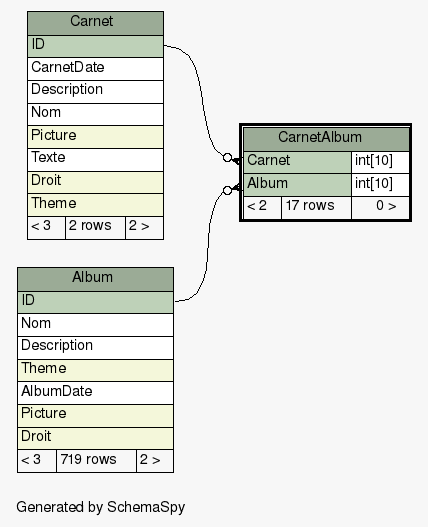 Carnet
ID
CarnetDate
Description
Nom
Picture
Texte
Droit
Theme
< 3 2 rows 2 >
CarnetAlbum
Carnet int[10]
Album int[10]
< 2 17 rows 0 >
Album
ID
Nom
Description
Theme
AlbumDate
Picture
Droit
< 3 719 rows 2 >
Generated by SchemaSpy